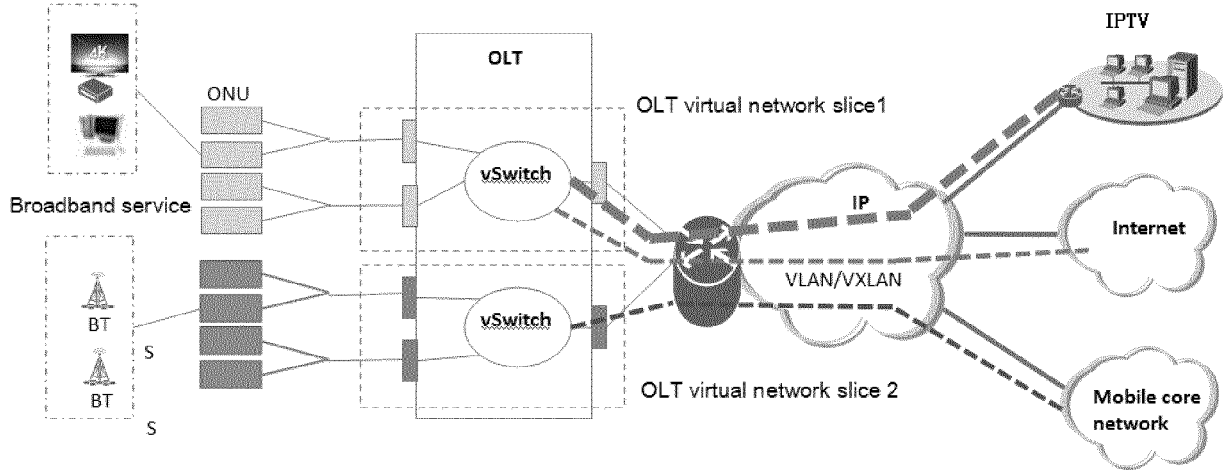 IPTV
4K
OLT
ONU
OLT virtual network slice1
vSwitch
Broadband service
IP
Internet
VLAN/VXLAN
BT
S
vSwitch
BT
S
OLT virtual network slice 2
Mobile core
network